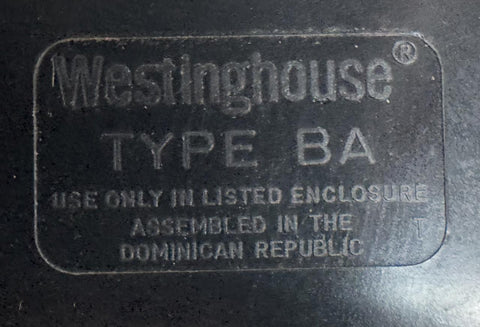 Westinghouse®
TYPE BA
USE ONLY IN LISTED ENCLOSURE
ASSEMBLED IN THE
DOMINICAN REPUBLIC
T